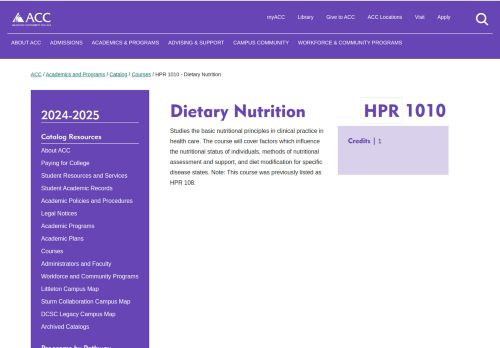 ACC
myACC Library Give to ACC ACC Locations Visit Apply
ABOUT ACC ADMISSIONS ACADEMICS & PROGRAMS ADVISING & SUPPORT CAMPUS COMMUNITY WORKFORCE & COMMUNITY PROGRAMS
ACC / Academics and Programs / Catalog / Courses / HPR 1010 - Dietary Nutrition
2024-2025
Catalog Resources
About ACC
Paying for College
Student Resources and Services
Student Academic Records
Academic Policies and Procedures
Legal Notices
Academic Programs
Academic Plans
Courses
Administrators and Faculty
Workforce and Community Programs
Littleton Campus Map
Sturm Collaboration Campus Map
DCSC Legacy Campus Map
Archived Catalogs
Programs by Pathway
Dietary Nutrition
Studies the basic nutritional principles in clinical practice in
health care. The course will cover factors which influence
the nutritional status of individuals, methods of nutritional
assessment and support, and diet modification for specific
disease states. Note: This course was previously listed as
HPR 108.
HPR 1010
Credits | 1